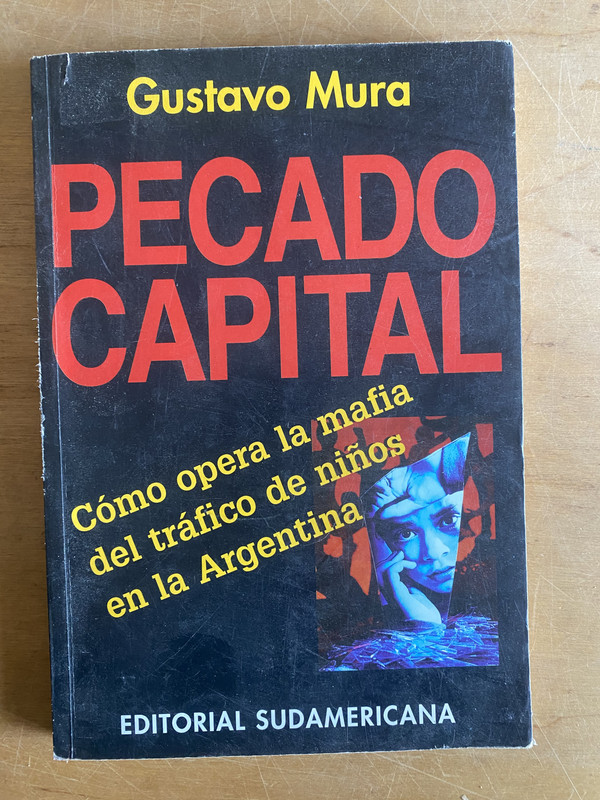 Gustavo Mura
PECADO
CAPITAL
Cómo opera la mafia
del tráfico de niños
en la Argentina
EDITORIAL SUDAMERICANA